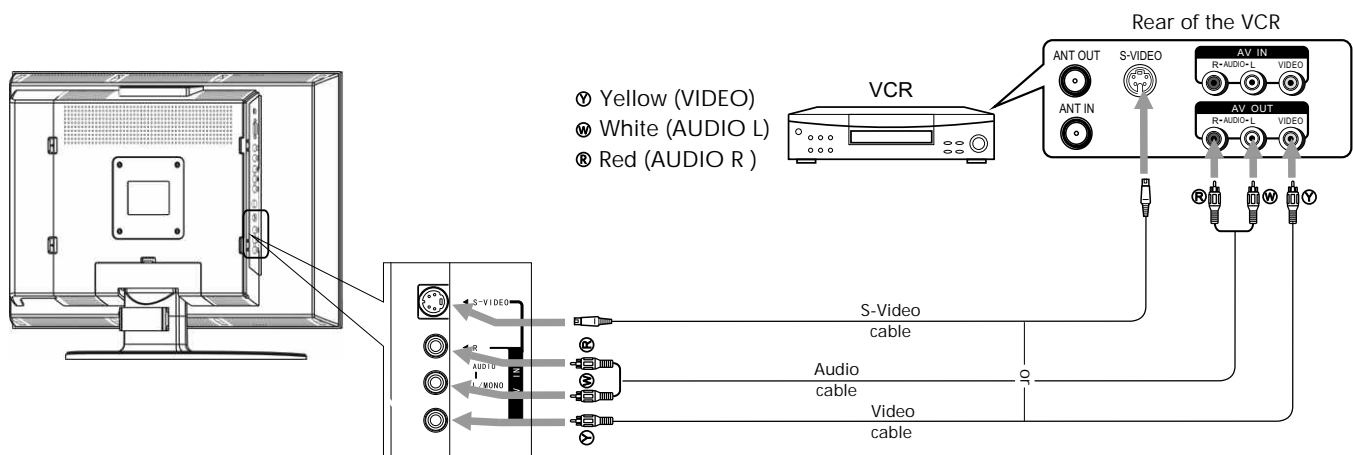 Rear of the VCR
ANT OUT
S-VIDEO
AV IN
R-AUDIO-L
VIDEO
ANT IN
AV OUT
R-AUDIO-L
VIDEO
Ⓨ Yellow (VIDEO)
Ⓦ White (AUDIO L)
Ⓡ Red (AUDIO R )
VCR
Ⓡ
Ⓦ
Ⓨ
S-VIDEO
R
AUDIO
L/MONO
V IN
Ⓡ
Ⓦ
Ⓨ
S-Video
cable
Audio
cable
or
Video
cable